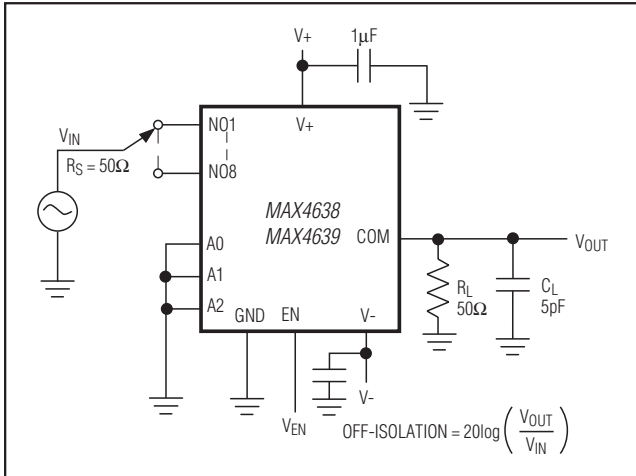 V+
1μF
V+
VIN
RS = 50Ω
NO1
NO8
MAX4638
MAX4639
COM
VOUT
A0
A1
A2
GND
EN
V-
RL
50Ω
CL
5pF
VEN
V-
OFF-ISOLATION = 20log(VOUT/VIN)